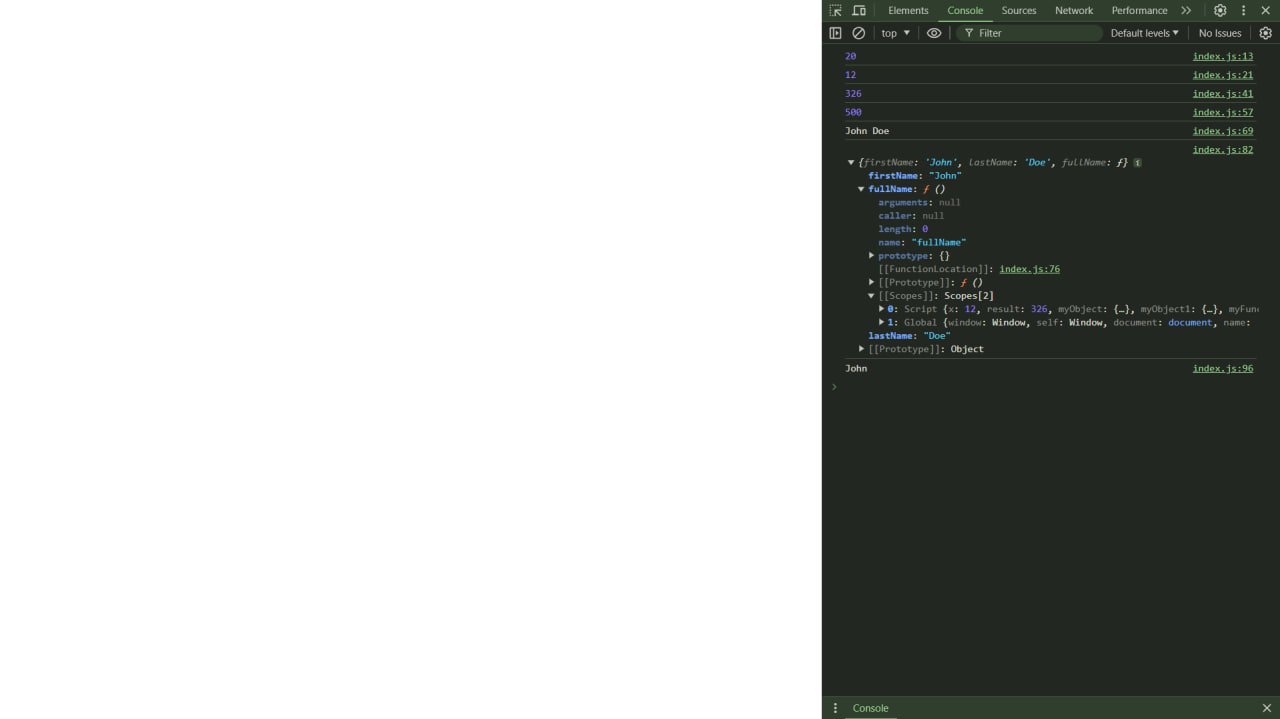 Elements Console Sources Network Performance
top Filter Default levels No Issues
20 index.js:13
12 index.js:21
326 index.js:41
500 index.js:57
John Doe index.js:69
index.js:82
{firstName: 'John', lastName: 'Doe', fullName: ƒ} i
firstName: "John"
fullName: ƒ ()
arguments: null
caller: null
length: 0
name: "fullName"
prototype: {}
[[FunctionLocation]]: index.js:76
[[Prototype]]: ƒ ()
[[Scopes]]: Scopes[2]
0: Script {x: 12, result: 326, myObject: {…}, myObject1: {…}, myFunc
1: Global {window: Window, self: Window, document: document, name:
lastName: "Doe"
[[Prototype]]: Object
John index.js:96
Console